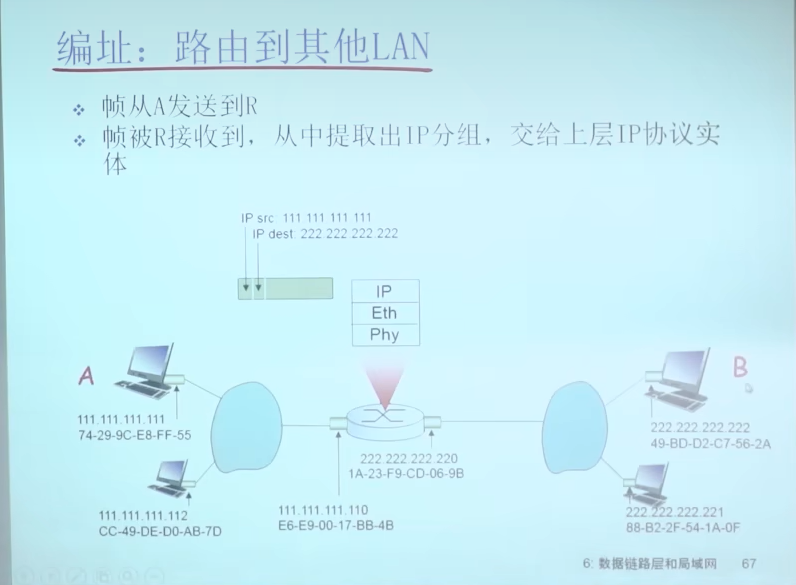 编址：路由到其他LAN
帧从A发送到R
帧被R接收到，从中提取出IP分组，交给上层IP协议实
体
IP src: 111.111.111.111
IP dest: 222.222.222.222
IP
Eth
Phy
A
B
111.111.111.111
74-29-9C-E8-FF-55
222.222.222.222
49-BD-D2-C7-56-2A
222.222.222.220
1A-23-F9-CD-06-9B
111.111.111.112
CC-49-DE-D0-AB-7D
111.111.111.110
E6-E9-00-17-BB-4B
222.222.222.221
88-B2-2F-54-1A-0F
6: 数据链路层和局域网 67